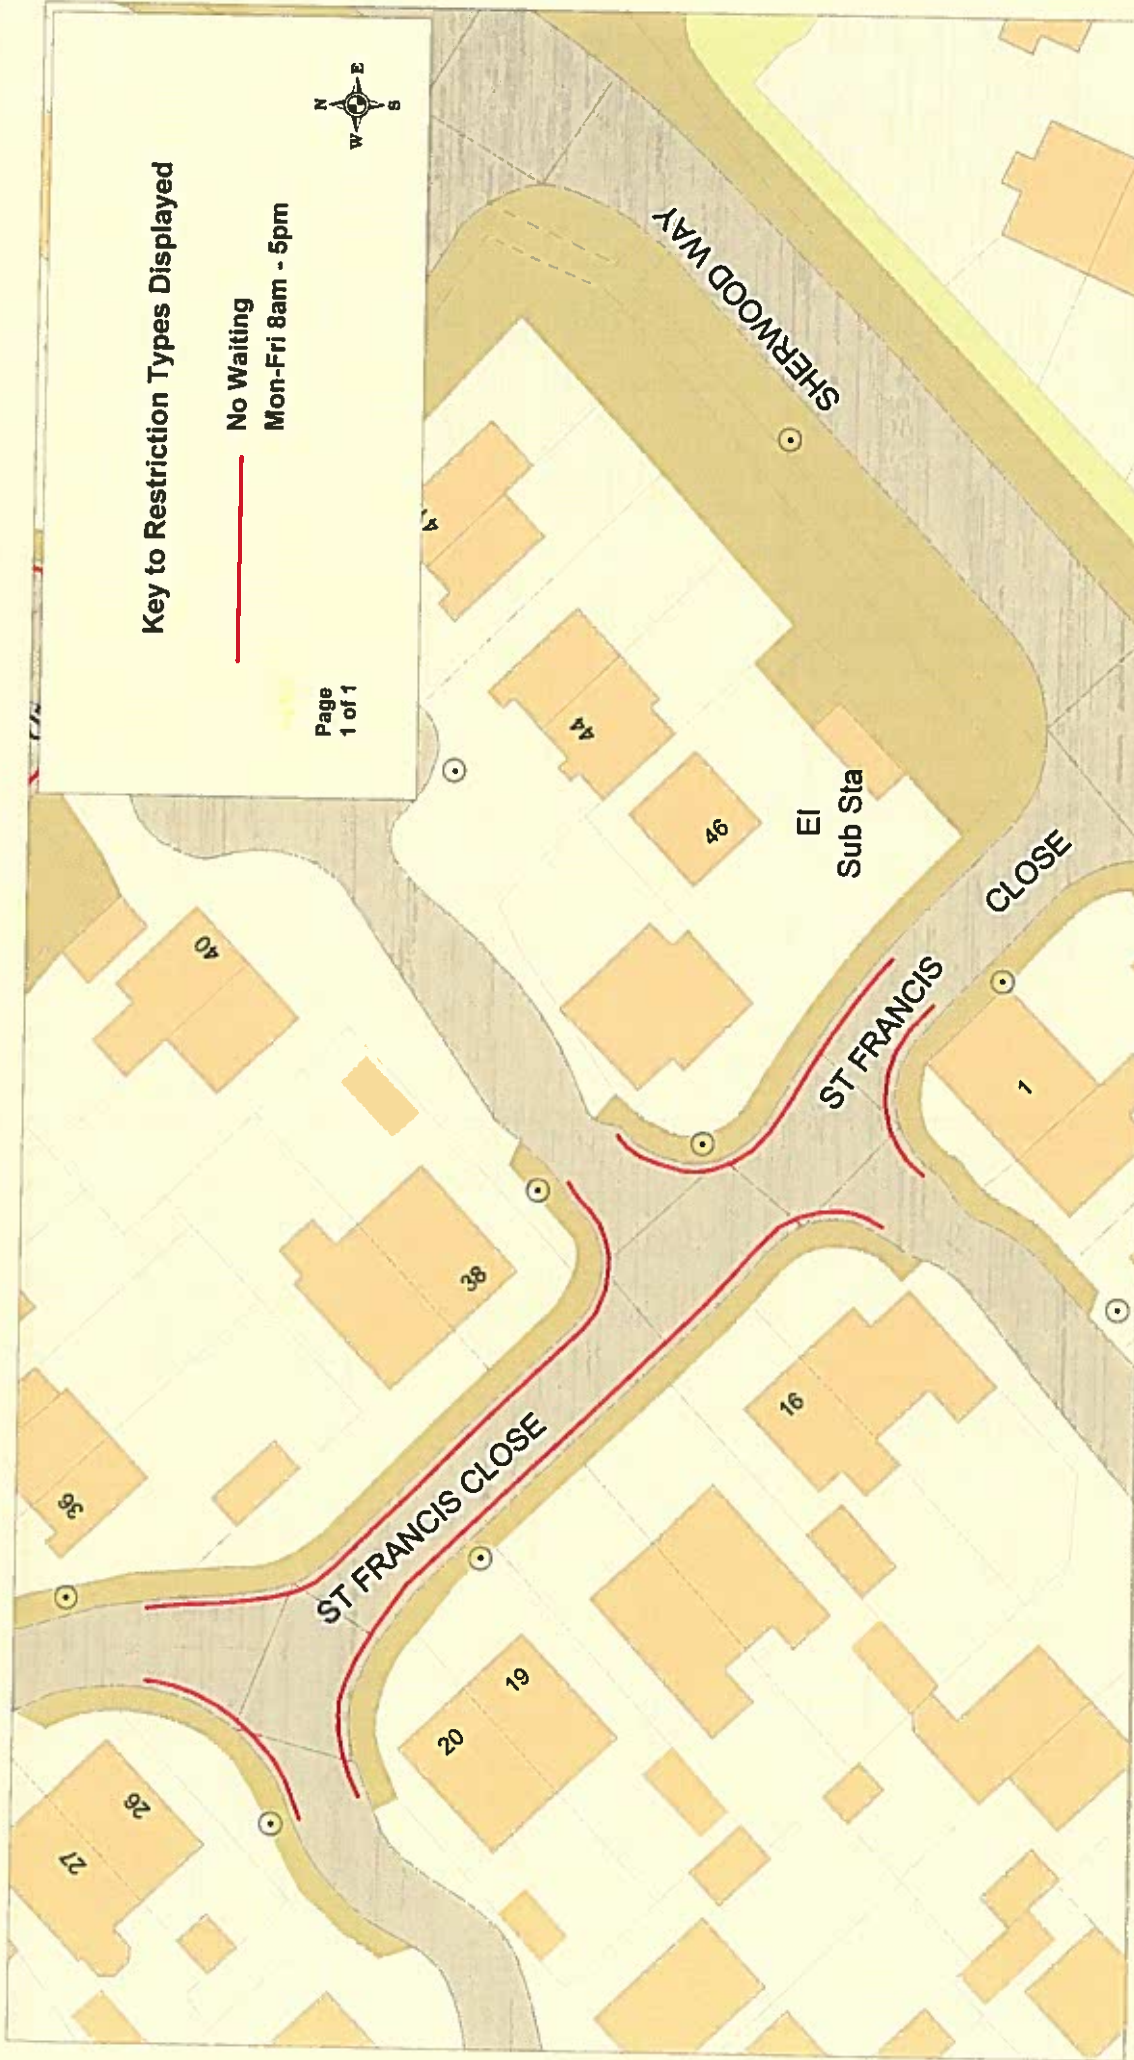 Key to Restriction Types Displayed
No Waiting
Mon-Fri 8am - 5pm
Page
1 of 1
N
W
E
S
SHERWOOD WAY
44
46
El
Sub Sta
CLOSE
ST FRANCIS
1
40
38
36
ST FRANCIS CLOSE
16
19
20
26
27